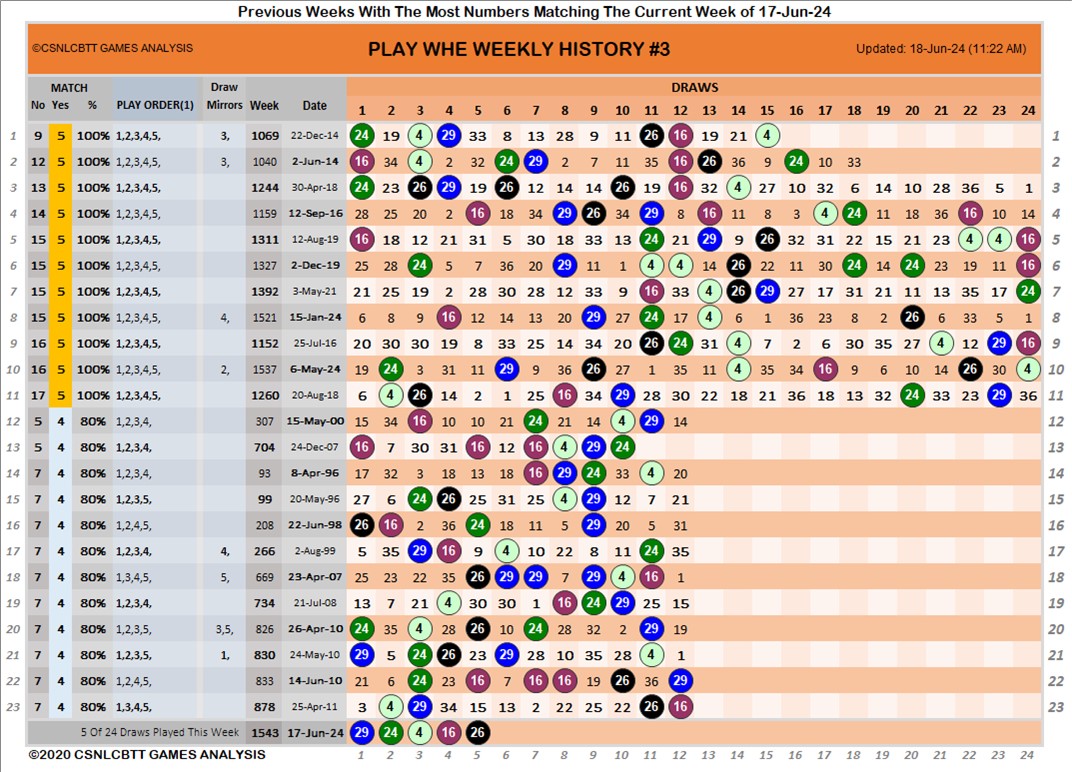 Previous Weeks With The Most Numbers Matching The Current Week of 17-Jun-24
©CSNLCBTT GAMES ANALYSIS PLAY WHE WEEKLY HISTORY #3 Updated: 18-Jun-24 (11:22 AM)
MATCH Draw DRAWS
No Yes % PLAY ORDER(1) Mirrors Week Date 1 2 3 4 5 6 7 8 9 10 11 12 13 14 15 16 17 18 19 20 21 22 23 24
1 9 5 100% 1,2,3,4,5, 3, 1069 22-Dec-14 24 19 4 29 33 8 13 28 9 11 26 16 19 21 4 1
2 12 5 100% 1,2,3,4,5, 3, 1040 2-Jun-14 16 34 4 2 32 24 29 2 7 11 35 16 26 36 9 24 10 33 2
3 13 5 100% 1,2,3,4,5, 1244 30-Apr-18 24 23 26 29 19 26 12 14 14 26 19 16 32 4 27 10 32 6 14 10 28 36 5 1 3
4 14 5 100% 1,2,3,4,5, 1159 12-Sep-16 28 25 20 2 16 18 34 29 26 34 29 8 16 11 8 3 4 24 11 18 36 16 10 14 4
5 15 5 100% 1,2,3,4,5, 1311 12-Aug-19 16 18 12 21 31 5 30 18 33 13 24 21 29 9 26 32 31 22 15 21 23 4 4 16 5
6 15 5 100% 1,2,3,4,5, 1327 2-Dec-19 25 28 24 5 7 36 20 29 11 1 4 4 14 26 22 11 30 24 14 24 23 19 11 16 6
7 15 5 100% 1,2,3,4,5, 1392 3-May-21 21 25 19 2 28 30 28 12 33 9 16 33 4 26 29 27 17 31 21 11 13 35 17 24 7
8 15 5 100% 1,2,3,4,5, 4, 1521 15-Jan-24 6 8 9 16 12 14 13 20 29 27 24 17 4 6 1 36 23 8 2 26 6 33 5 1 8
9 16 5 100% 1,2,3,4,5, 1152 25-Jul-16 20 30 30 19 8 33 25 14 34 20 26 24 31 4 7 2 6 30 35 27 4 12 29 16 9
10 16 5 100% 1,2,3,4,5, 2, 1537 6-May-24 19 24 3 31 11 29 9 36 26 27 1 35 11 4 35 34 16 9 6 10 14 26 30 4 10
11 17 5 100% 1,2,3,4,5, 1260 20-Aug-18 6 4 26 14 2 1 25 16 34 29 28 30 22 18 21 36 18 13 32 24 33 23 29 36 11
12 5 4 80% 1,2,3,4, 307 15-May-00 15 34 16 10 10 21 24 21 14 4 29 14 12
13 5 4 80% 1,2,3,4, 704 24-Dec-07 16 7 30 31 16 12 16 4 29 24 13
14 7 4 80% 1,2,3,4, 93 8-Apr-96 17 32 3 18 13 18 16 29 24 33 4 20 14
15 7 4 80% 1,2,3,5, 99 20-May-96 27 6 24 26 25 31 25 4 29 12 7 21 15
16 7 4 80% 1,2,4,5, 208 22-Jun-98 26 16 2 36 24 18 11 5 29 20 5 31 16
17 7 4 80% 1,2,3,4, 4, 266 2-Aug-99 5 35 29 16 9 4 10 22 8 11 24 35 17
18 7 4 80% 1,3,4,5, 5, 669 23-Apr-07 25 23 22 35 26 29 29 7 29 4 16 1 18
19 7 4 80% 1,2,3,4, 734 21-Jul-08 13 7 21 4 30 30 1 16 24 29 25 15 19
20 7 4 80% 1,2,3,5, 3,5, 826 26-Apr-10 24 35 4 28 26 10 24 28 32 2 29 19 20
21 7 4 80% 1,2,3,5, 1, 830 24-May-10 29 5 24 26 23 29 28 10 35 28 4 1 21
22 7 4 80% 1,2,4,5, 833 14-Jun-10 21 6 24 23 16 7 16 16 19 26 36 29 22
23 7 4 80% 1,3,4,5, 878 25-Apr-11 3 4 29 34 15 13 2 22 25 22 26 16 23
5 Of 24 Draws Played This Week 1543 17-Jun-24 29 24 4 16 26
©2020 CSNLCBTT GAMES ANALYSIS 1 2 3 4 5 6 7 8 9 10 11 12 13 14 15 16 17 18 19 20 21 22 23 24